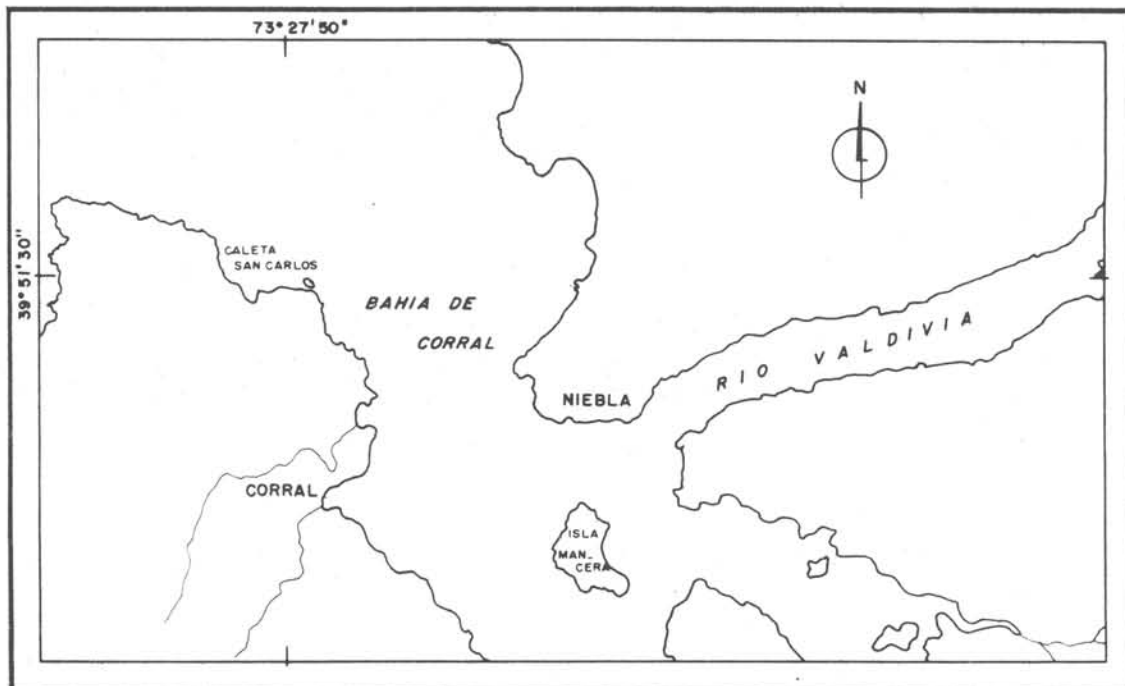 73° 27' 50"
N
39° 51' 30"
CALETA
SAN CARLOS
BAHIA DE
CORRAL
RIO VALDIVIA
NIEBLA
CORRAL
ISLA
MAN_
CERA